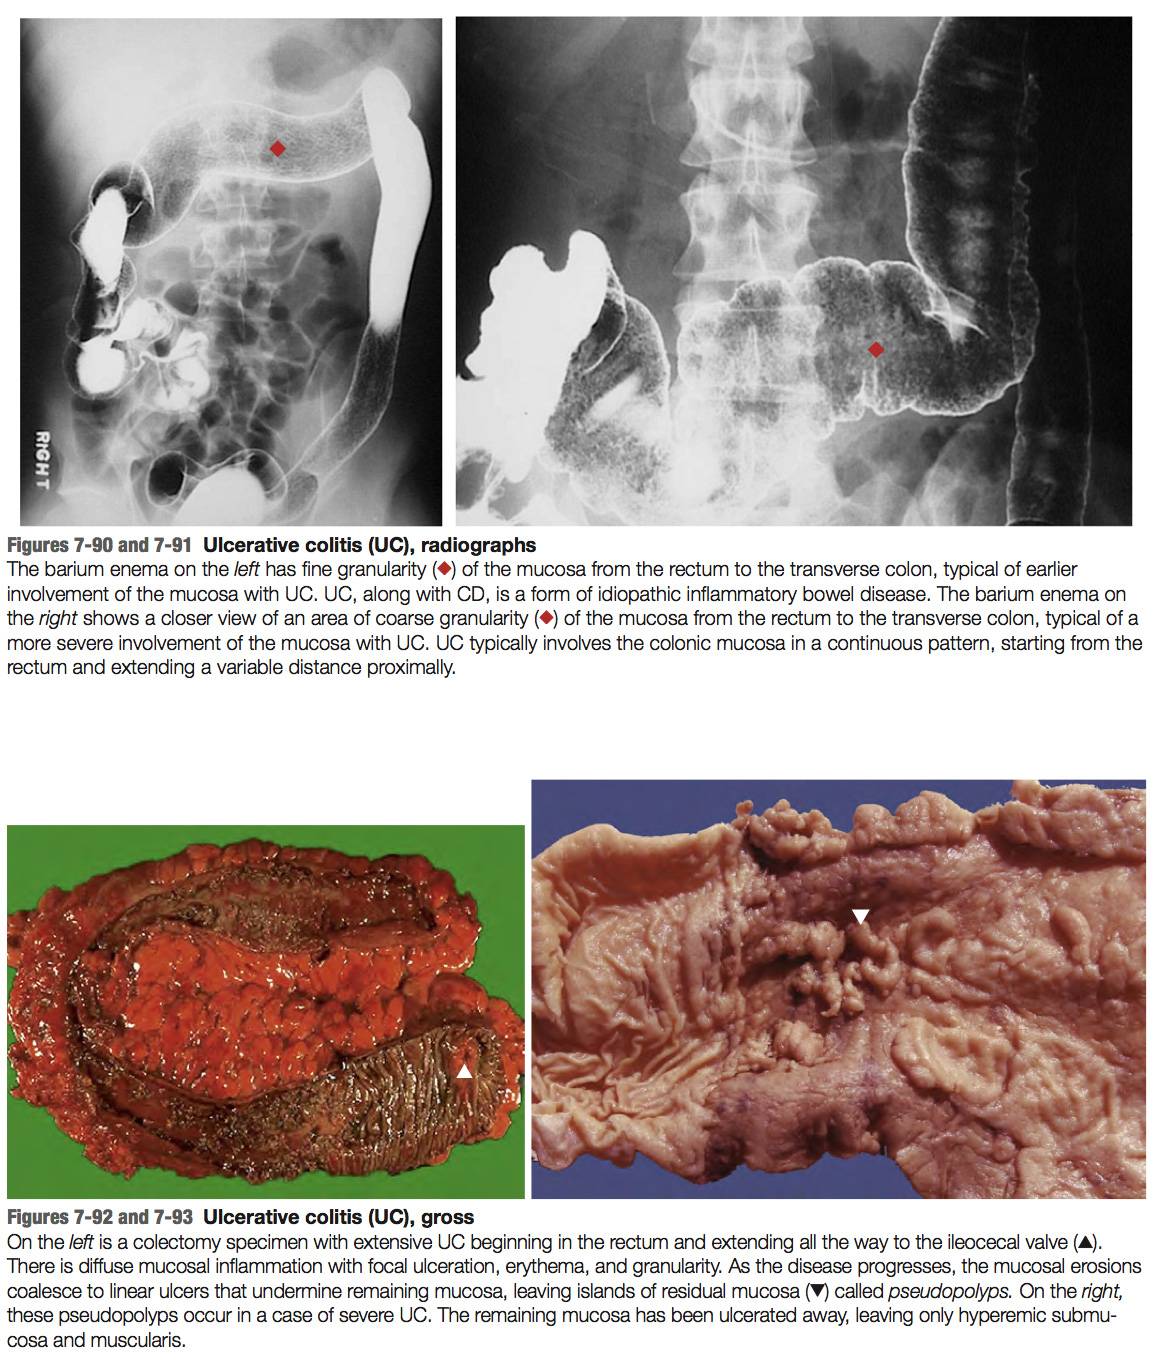 RIGHT
Figures 7-90 and 7-91 Ulcerative colitis (UC), radiographs
The barium enema on the left has fine granularity (♦) of the mucosa from the rectum to the transverse colon, typical of earlier
involvement of the mucosa with UC. UC, along with CD, is a form of idiopathic inflammatory bowel disease. The barium enema on
the right shows a closer view of an area of coarse granularity (♦) of the mucosa from the rectum to the transverse colon, typical of a
more severe involvement of the mucosa with UC. UC typically involves the colonic mucosa in a continuous pattern, starting from the
rectum and extending a variable distance proximally.
Figures 7-92 and 7-93 Ulcerative colitis (UC), gross
On the left is a colectomy specimen with extensive UC beginning in the rectum and extending all the way to the ileocecal valve (▲).
There is diffuse mucosal inflammation with focal ulceration, erythema, and granularity. As the disease progresses, the mucosal erosions
coalesce to linear ulcers that undermine remaining mucosa, leaving islands of residual mucosa (▼) called pseudopolyps. On the right,
these pseudopolyps occur in a case of severe UC. The remaining mucosa has been ulcerated away, leaving only hyperemic submu-
cosa and muscularis.